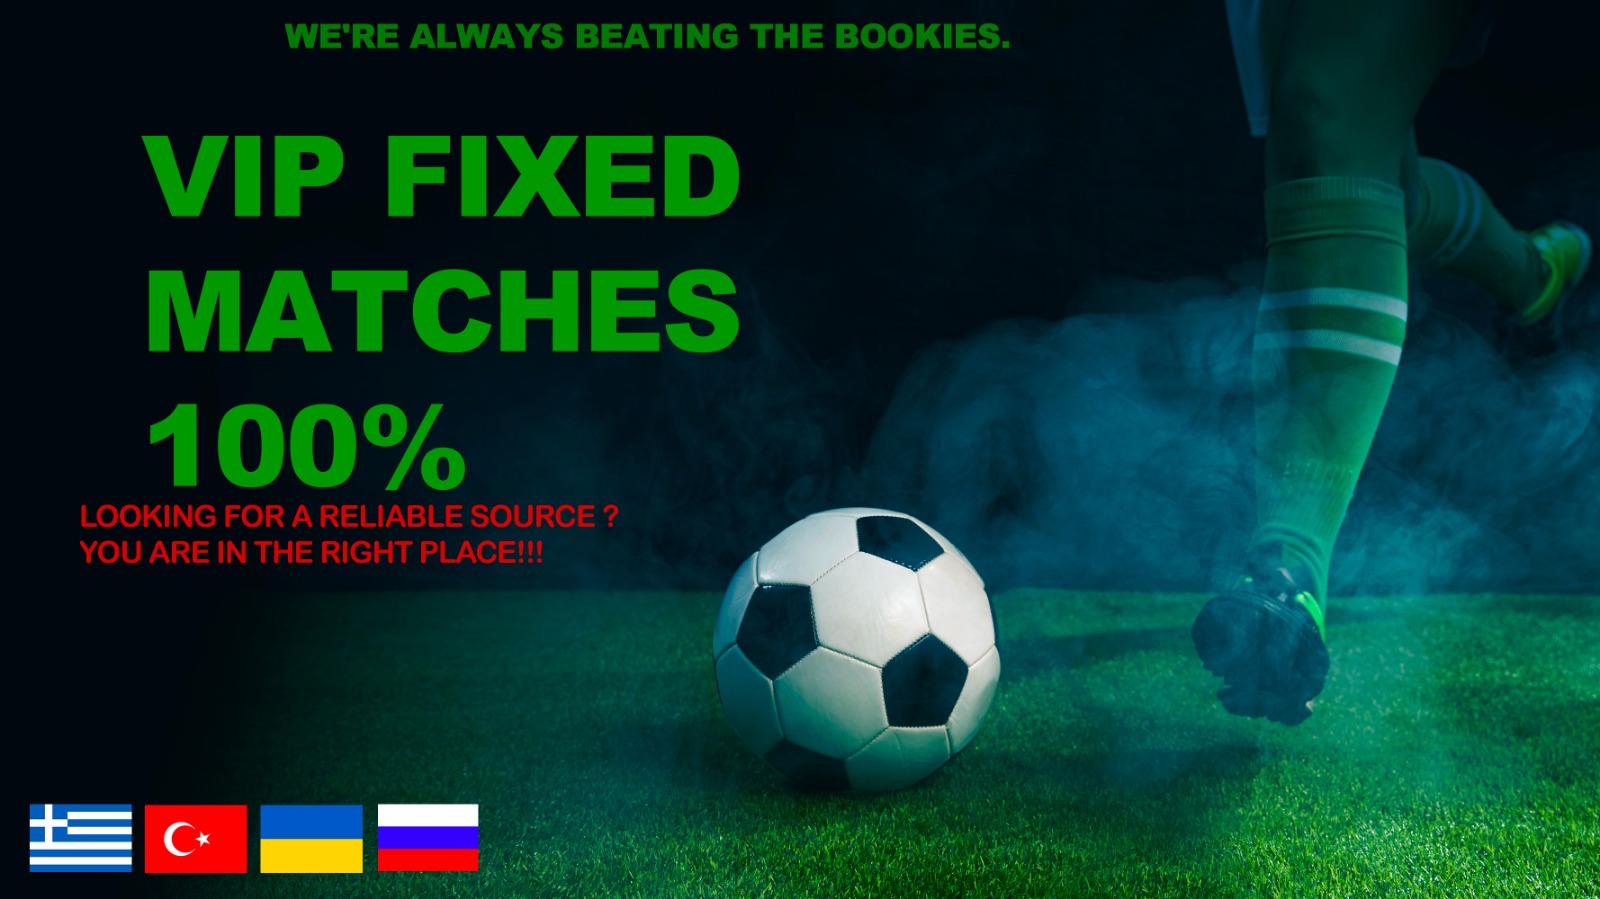 WE'RE ALWAYS BEATING THE BOOKIES.
VIP FIXED
MATCHES
100%
LOOKING FOR A RELIABLE SOURCE ?
YOU ARE IN THE RIGHT PLACE!!!